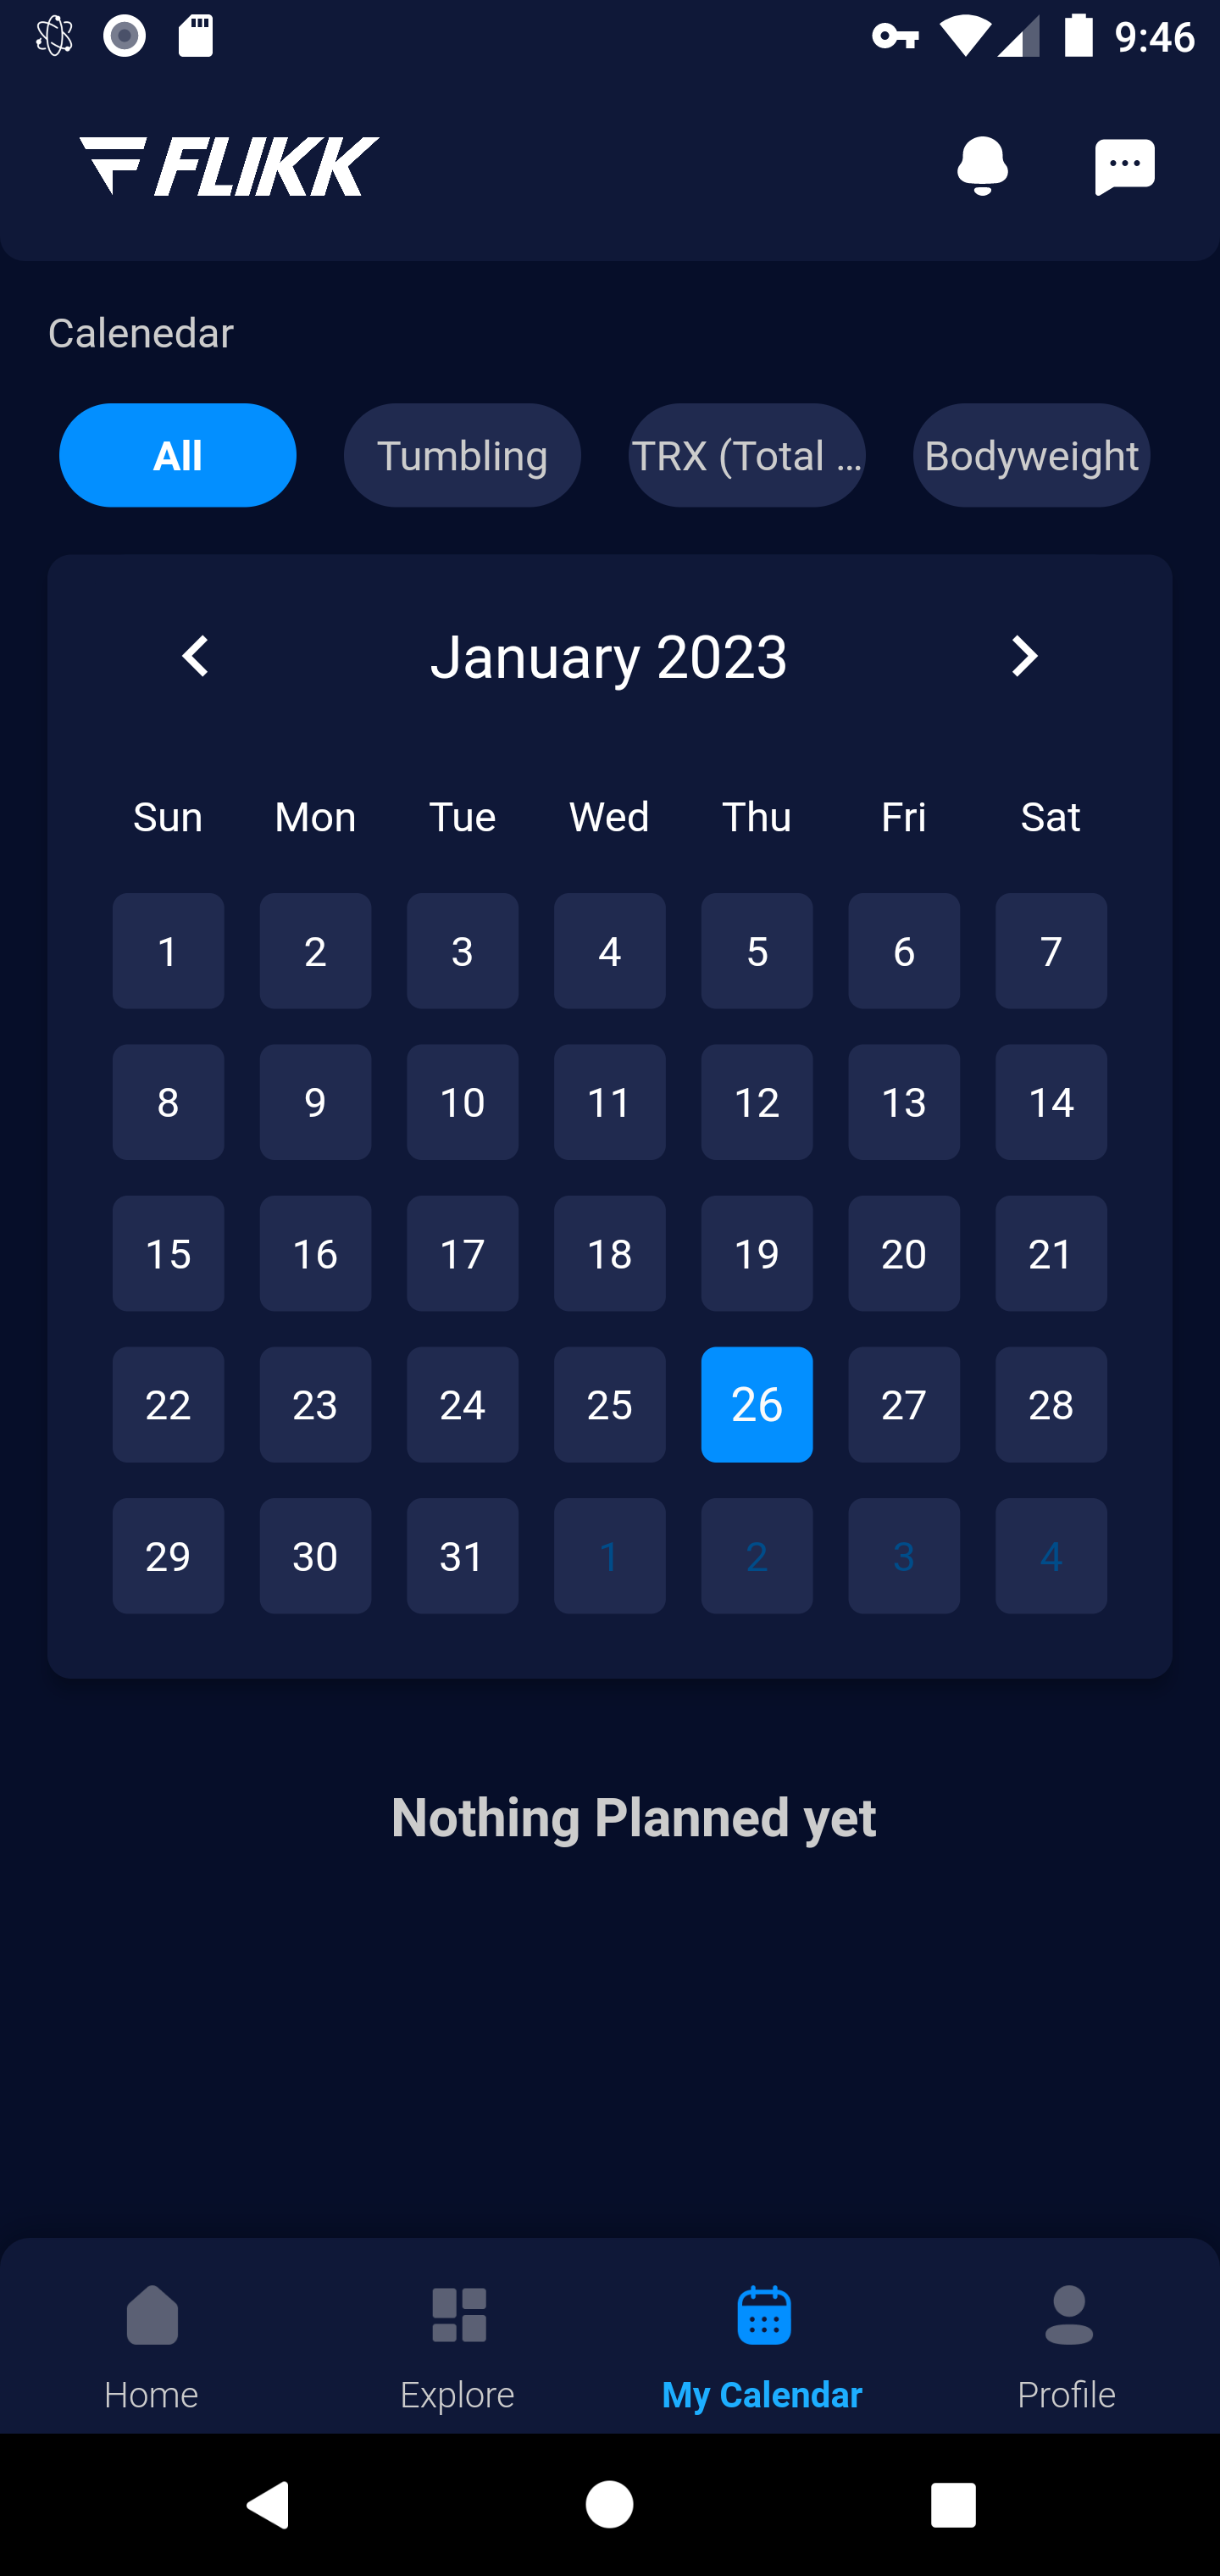 9:46
FLIKK
Calenedar
All Tumbling TRX (Total ... Bodyweight
January 2023
Sun Mon Tue Wed Thu Fri Sat
1 2 3 4 5 6 7
8 9 10 11 12 13 14
15 16 17 18 19 20 21
22 23 24 25 26 27 28
29 30 31 1 2 3 4
Nothing Planned yet
Home Explore My Calendar Profile